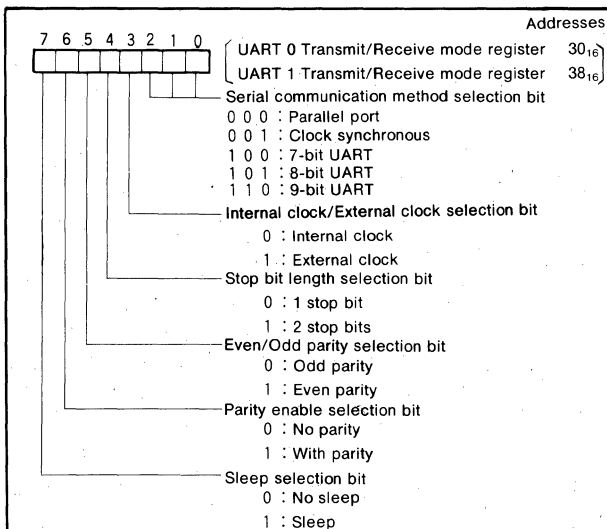 Addresses
7 6 5 4 3 2 1 0
UART 0 Transmit/Receive mode register 30₁₆
UART 1 Transmit/Receive mode register 38₁₆
Serial communication method selection bit
0 0 0 : Parallel port
0 0 1 : Clock synchronous
1 0 0 : 7-bit UART
1 0 1 : 8-bit UART
1 1 0 : 9-bit UART
Internal clock/External clock selection bit
0 : Internal clock
1 : External clock
Stop bit length selection bit
0 : 1 stop bit
1 : 2 stop bits
Even/Odd parity selection bit
0 : Odd parity
1 : Even parity
Parity enable selection bit
0 : No parity
1 : With parity
Sleep selection bit
0 : No sleep
1 : Sleep